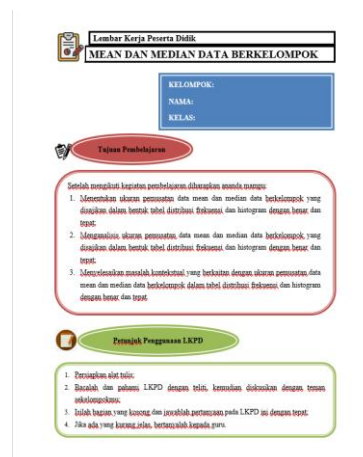 Lembar Kerja Peserta Didik
MEAN DAN MEDIAN DATA BERKELOMPOK
KELOMPOK:
NAMA:
KELAS:
Tujuan Pembelajaran
Setelah mengikuti kegiatan pembelajaran diharapkan ananda mampu:
1. Menentukan ukuran pemusatan data mean dan median data berkelompok yang
disajikan dalam bentuk tabel distribusi frekuensi dan histogram dengan benar dan
tepat;
2. Menganalisis ukuran pemusatan data mean dan median data berkelompok yang
disajikan dalam bentuk tabel distribusi frekuensi dan histogram dengan benar dan
tepat;
3. Menyelesaikan masalah kontekstual yang berkaitan dengan ukuran pemusatan data
mean dan median data berkelompok dalam tabel distribusi frekuensi dan histogram
dengan benar dan tepat.
Petunjuk Penggunaan LKPD
1. Persiapkan alat tulis;
2. Bacalah dan pahami LKPD dengan teliti, kemudian diskusikan dengan teman
sekelompokmu;
3. Isilah bagian yang kosong dan jawablah pertanyaan pada LKPD ini dengan tepat;
4. Jika ada yang kurang jelas, bertanyalah kepada guru.